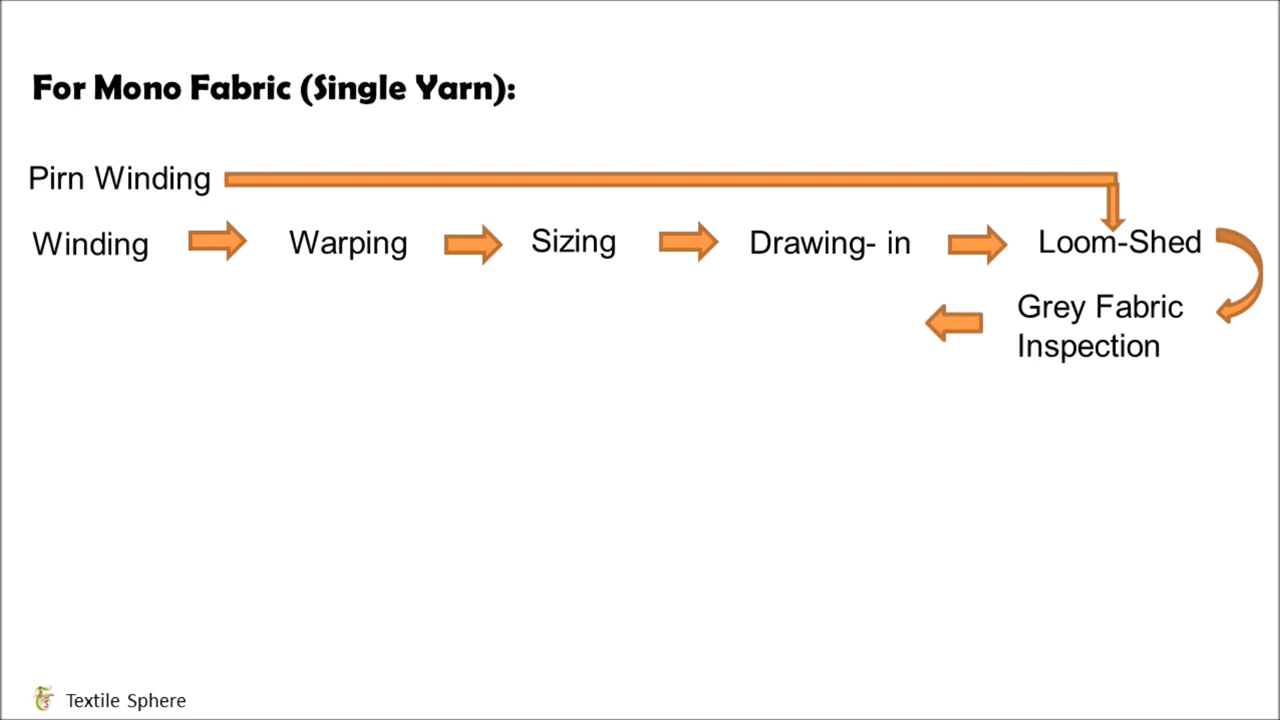 For Mono Fabric (Single Yarn):
Pirn Winding
Winding
Warping
Sizing
Drawing- in
Loom-Shed
Grey Fabric
Inspection
Textile Sphere